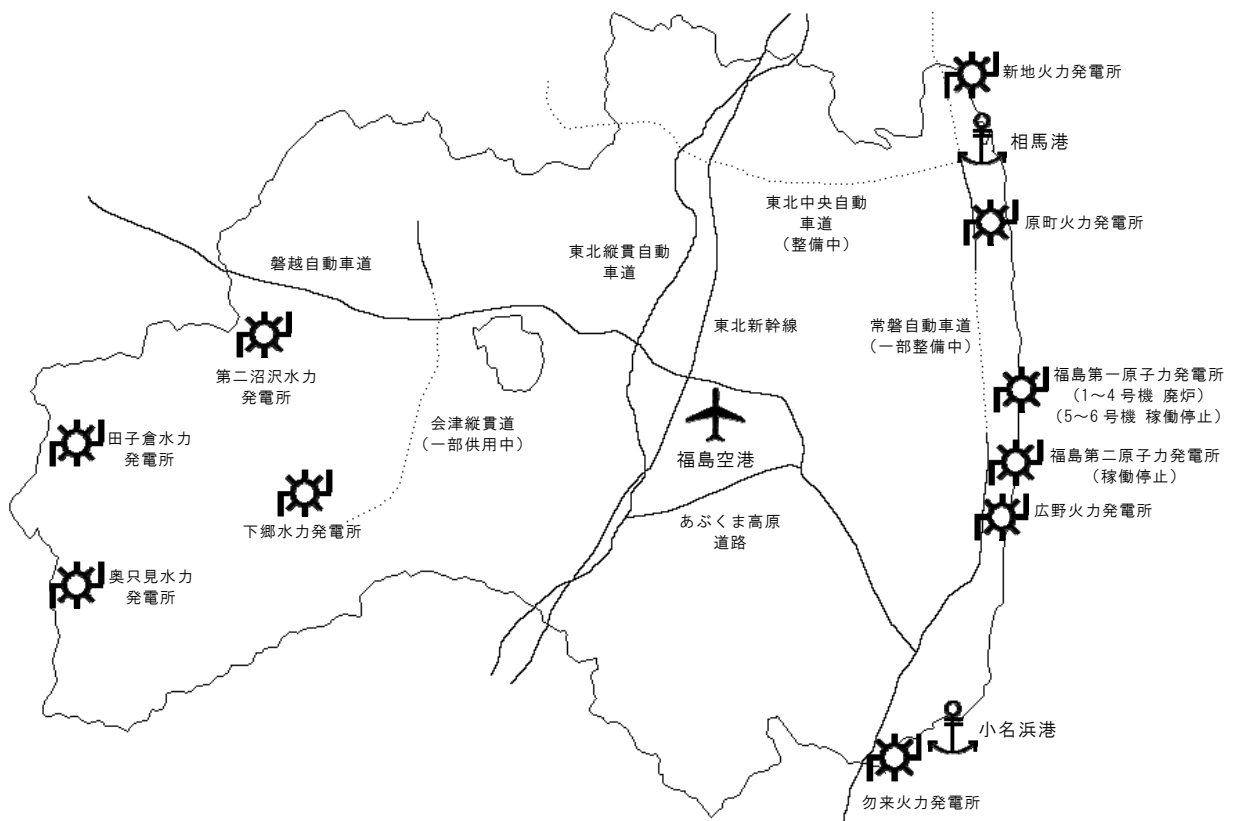 新地火力発電所
相馬港
東北中央自動
車道
(整備中)
原町火力発電所
磐越自動車道
東北縦貫自動
車道
東北新幹線
常磐自動車道
(一部整備中)
第二沼沢水力
発電所
福島第一原子力発電所
(1~4号機 廃炉)
(5~6号機 稼働停止)
会津縦貫道
(一部供用中)
田子倉水力
発電所
福島空港
福島第二原子力発電所
(稼働停止)
下郷水力発電所
あぶくま高原
道路
広野火力発電所
奥只見水力
発電所
小名浜港
勿来火力発電所